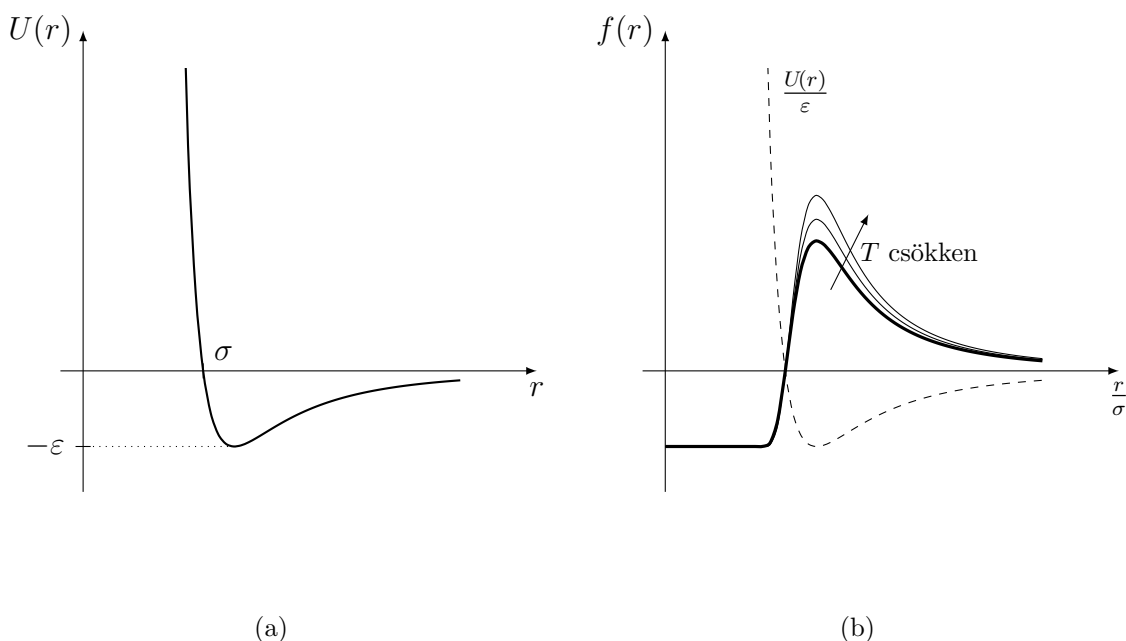 U(r)
σ
r
−ε
(a)
f(r)
U(r)/ε
T csökken
r/σ
(b)